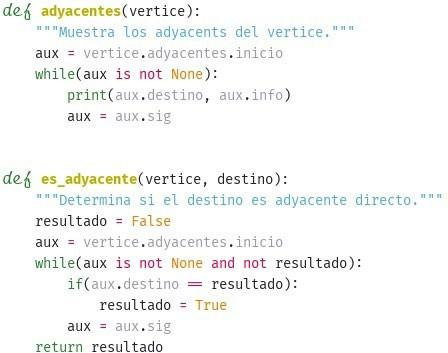 def adyacentes(vertice):
    """Muestra los adyacents del vertice."""
    aux = vertice.adyacentes.inicio
    while(aux is not None):
        print(aux.destino, aux.info)
        aux = aux.sig
def es_adyacente(vertice, destino):
    """Determina si el destino es adyacente directo."""
    resultado = False
    aux = vertice.adyacentes.inicio
    while(aux is not None and not resultado):
        if(aux.destino == resultado):
            resultado = True
        aux = aux.sig
    return resultado